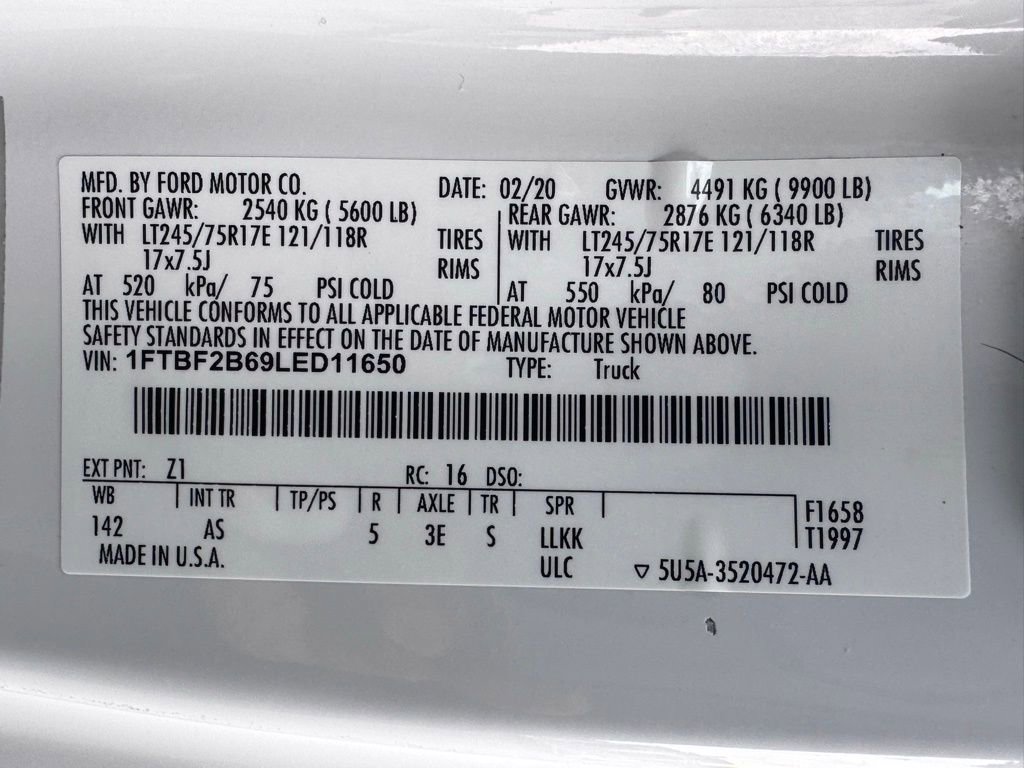 MFD. BY FORD MOTOR CO. DATE: 02/20 GVWR: 4491 KG ( 9900 LB)
FRONT GAWR: 2540 KG ( 5600 LB) REAR GAWR: 2876 KG ( 6340 LB)
WITH LT245/75R17E 121/118R TIRES WITH LT245/75R17E 121/118R TIRES
17x7.5J RIMS 17x7.5J RIMS
AT 520 kPa/ 75 PSI COLD AT 550 kPa/ 80 PSI COLD
THIS VEHICLE CONFORMS TO ALL APPLICABLE FEDERAL MOTOR VEHICLE
SAFETY STANDARDS IN EFFECT ON THE DATE OF MANUFACTURE SHOWN ABOVE.
VIN: 1FTBF2B69LED11650 TYPE: Truck
EXT PNT: Z1 RC: 16 DSO:
WB INT TR TP/PS R AXLE TR SPR F1658
142 AS 5 3E S LLKK T1997
MADE IN U.S.A. ULC 5U5A-3520472-AA